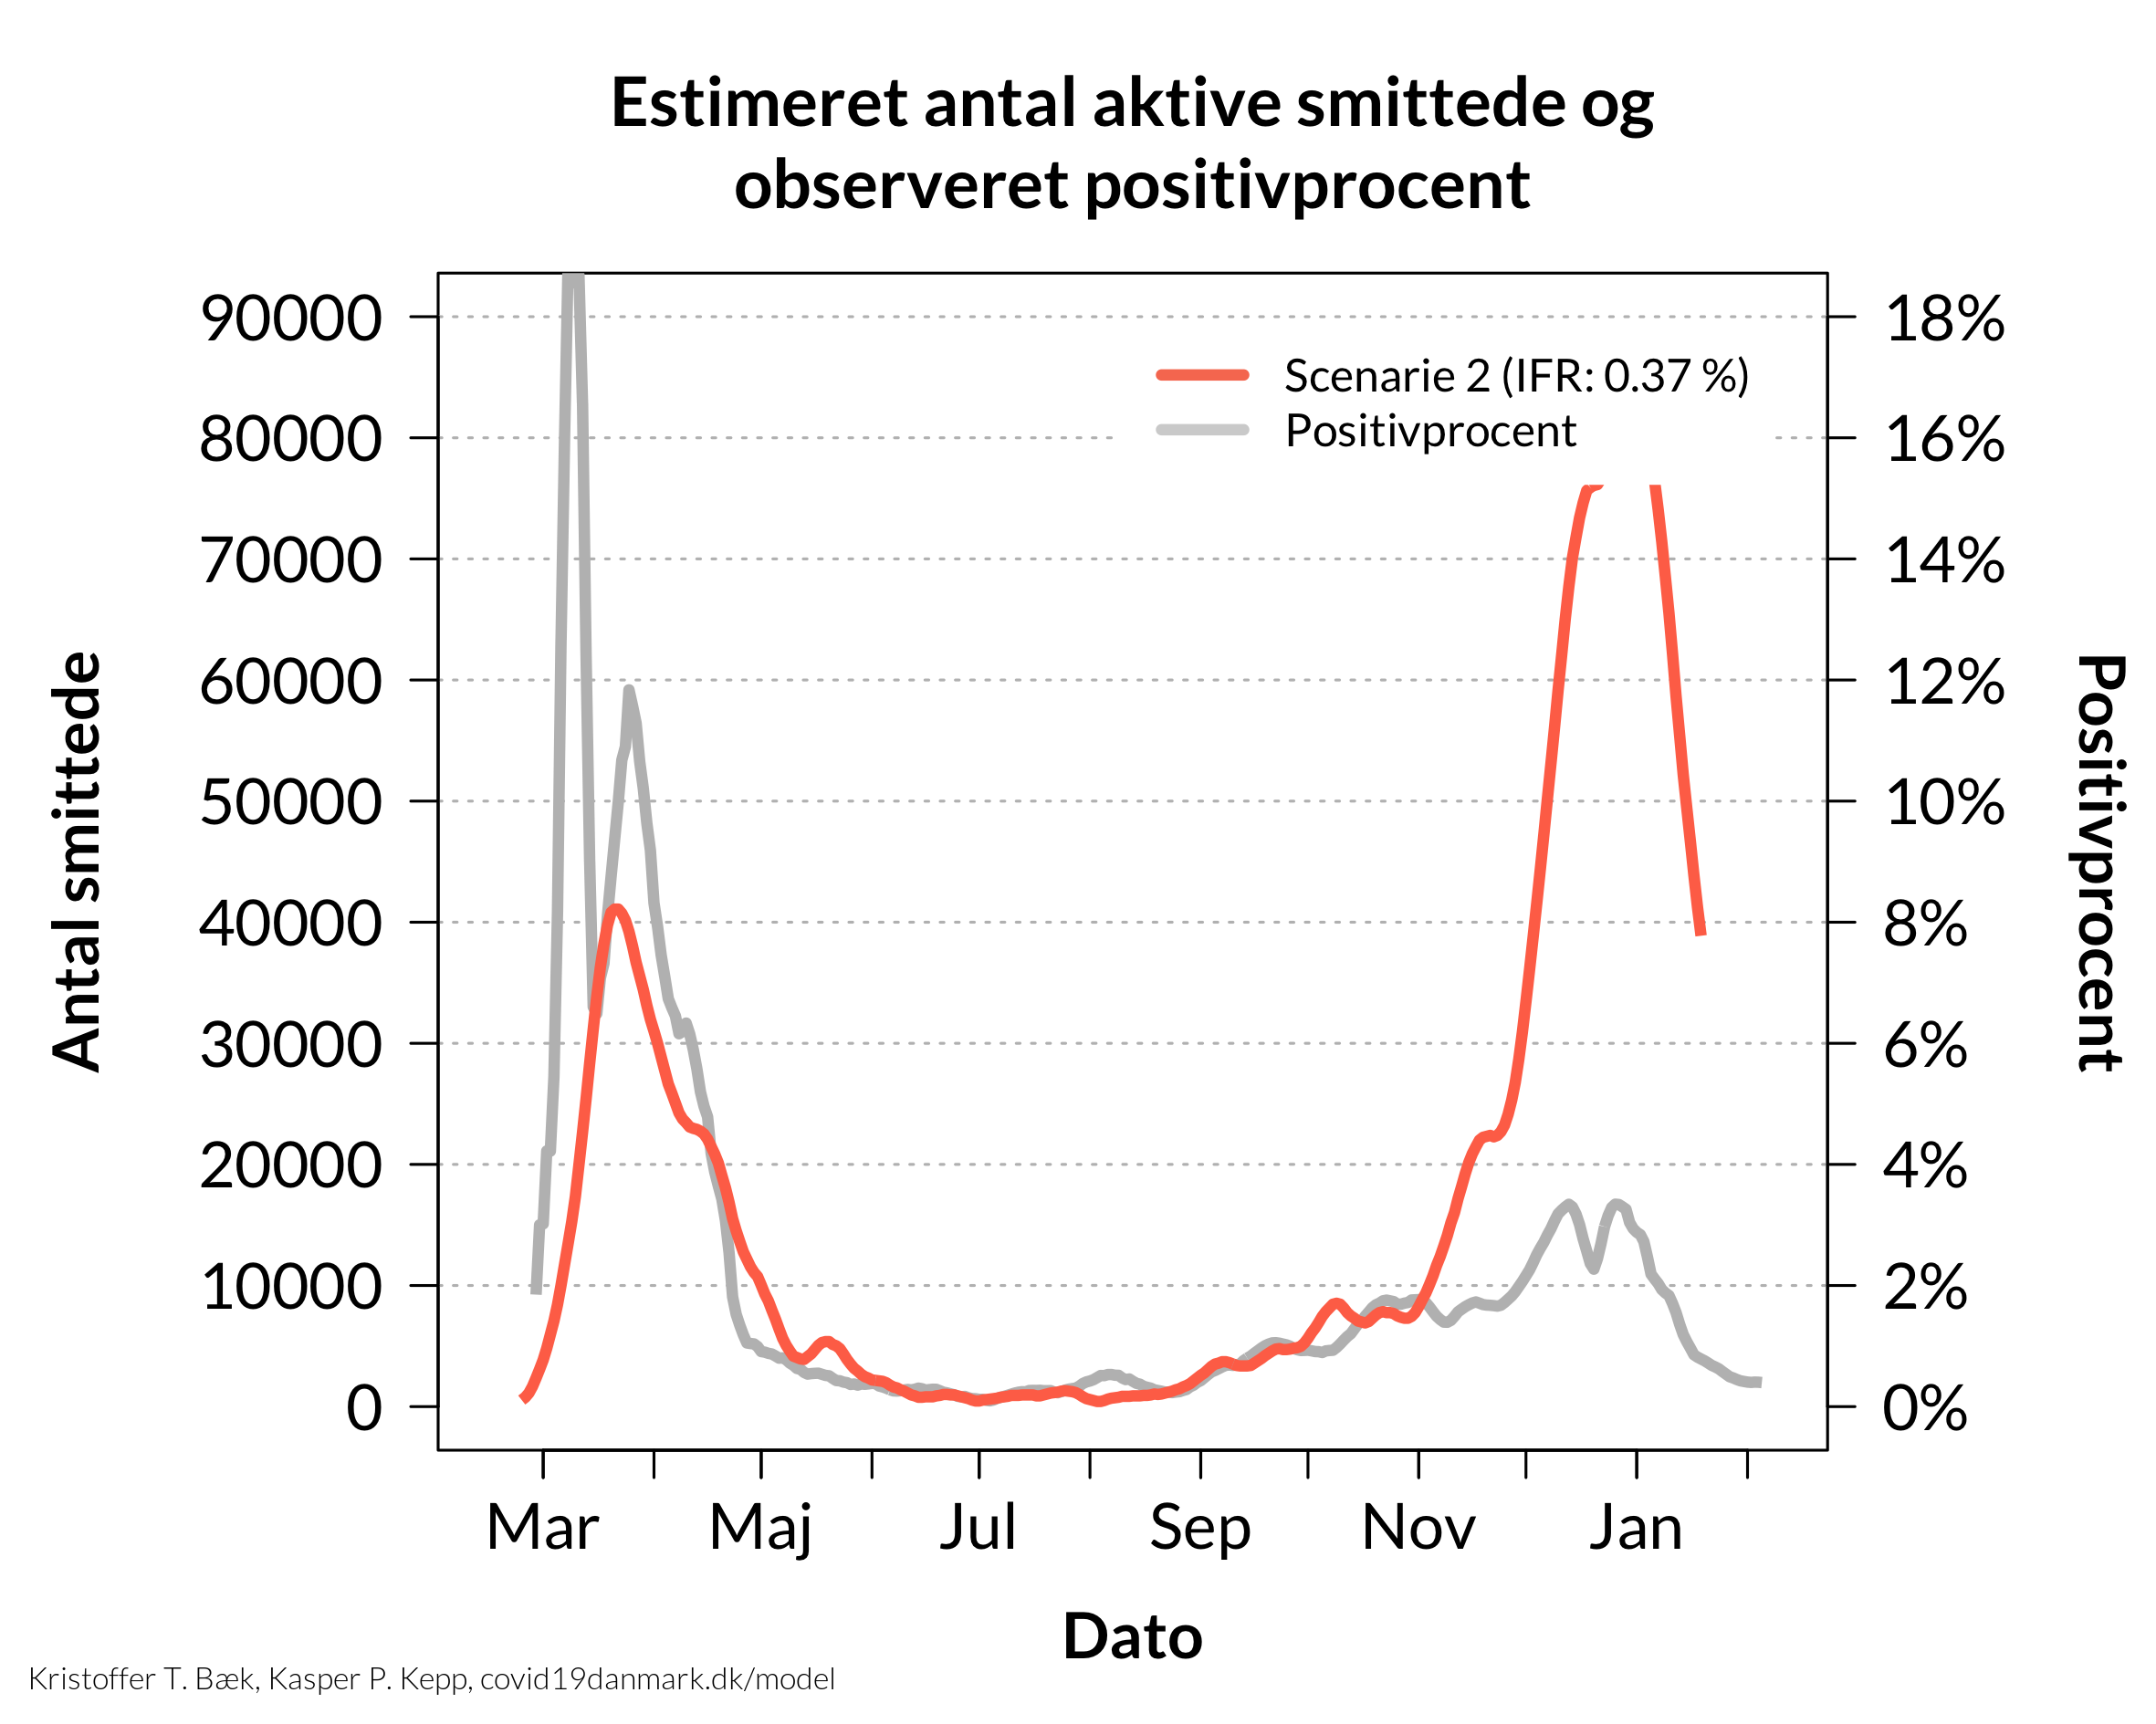 Estimeret antal aktive smittede og
observeret positivprocent
90000
80000
70000
60000
50000
40000
30000
20000
10000
0
Antal smittede
Scenarie 2 (IFR: 0.37 %)
Positivprocent
18%
16%
14%
12%
10%
8%
6%
4%
2%
0%
Positivprocent
Mar
Maj
Jul
Sep
Nov
Jan
Dato
Kristoffer T. Bæk, Kasper P. Kepp, covid19danmark.dk/model